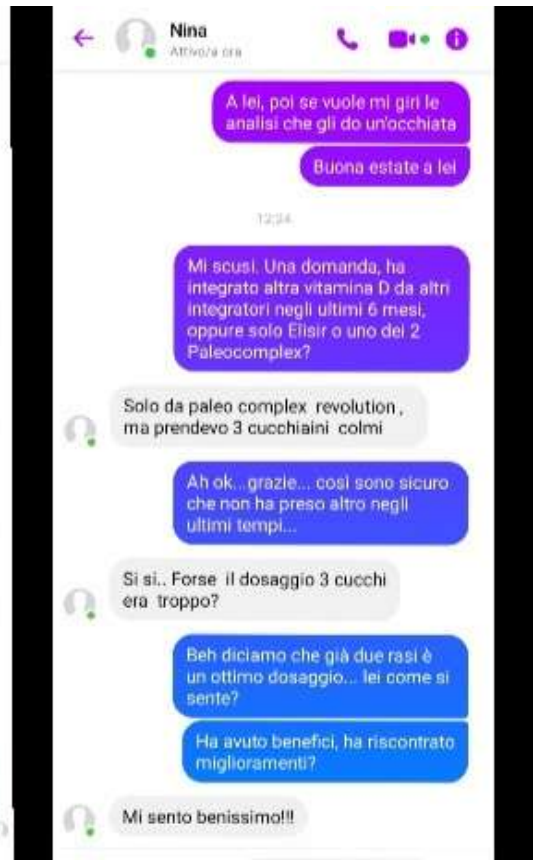 Nina
Attivo/a ora
A lei, poi se vuole mi giri le
analisi che gli do un'occhiata
Buona estate a lei
12:24
Mi scusi. Una domanda, ha
integrato altra vitamina D da altri
integratori negli ultimi 6 mesi,
oppure solo Elisir o uno dei 2
Paleocomplex?
Solo da paleo complex revolution ,
ma prendevo 3 cucchiaini colmi
Ah ok...grazie... così sono sicuro
che non ha preso altro negli
ultimi tempi...
Si si.. Forse il dosaggio 3 cucchi
era troppo?
Beh diciamo che già due rasi è
un ottimo dosaggio... lei come si
sente?
Ha avuto benefici, ha riscontrato
miglioramenti?
Mi sento benissimo!!!